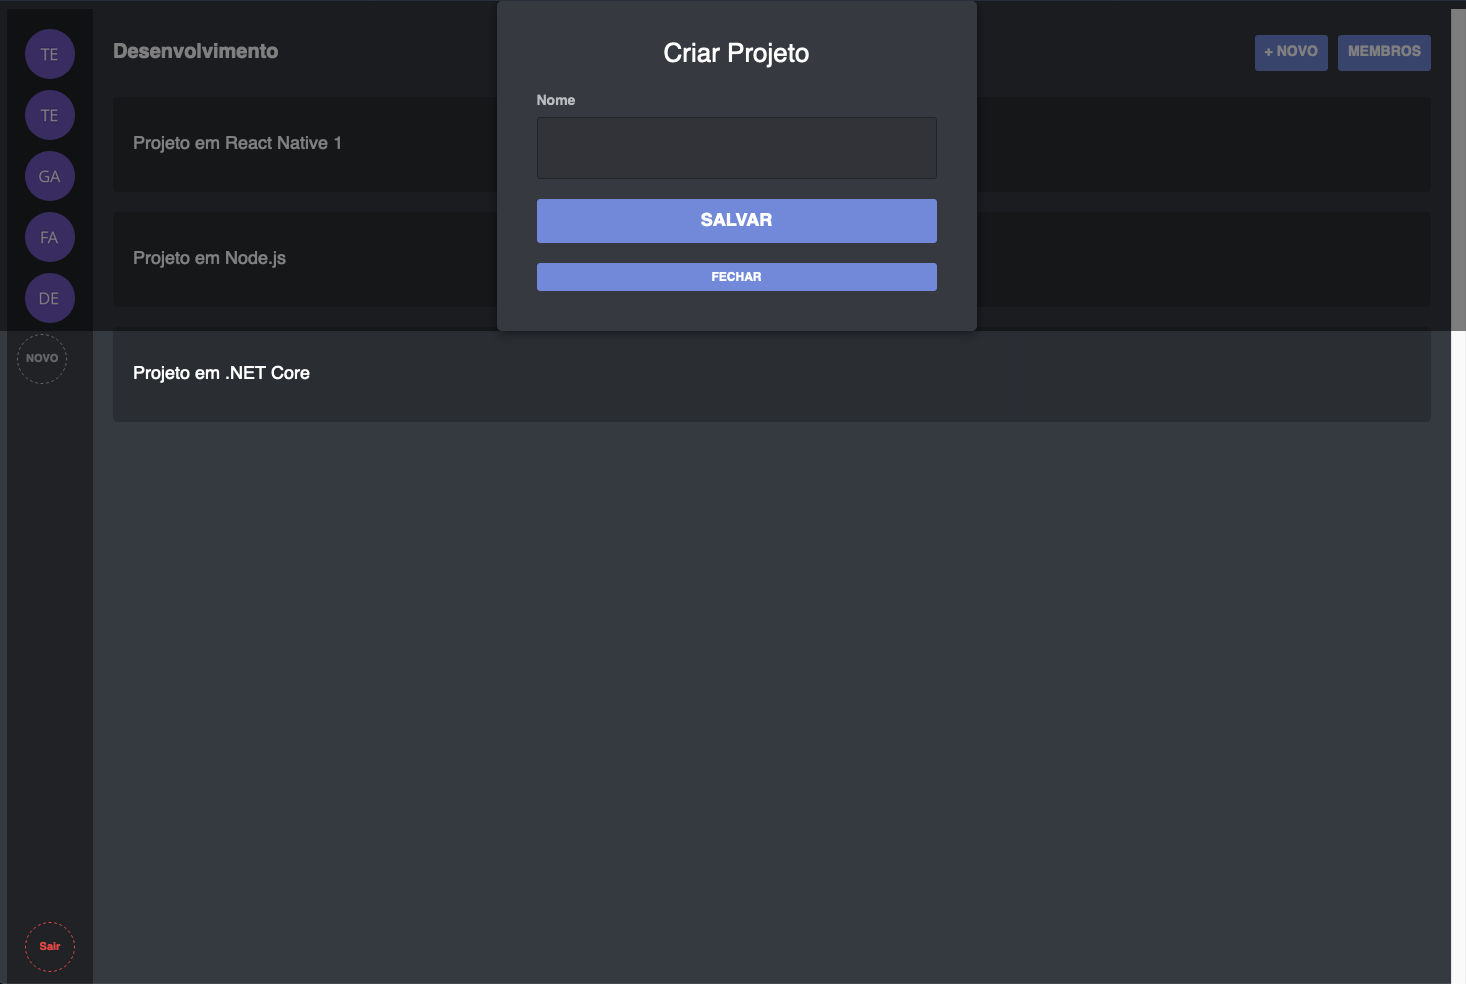 TE
TE
GA
FA
DE
NOVO
Sair
Desenvolvimento
+ NOVO
MEMBROS
Projeto em React Native 1
Projeto em Node.js
Projeto em .NET Core
Criar Projeto
Nome
SALVAR
FECHAR